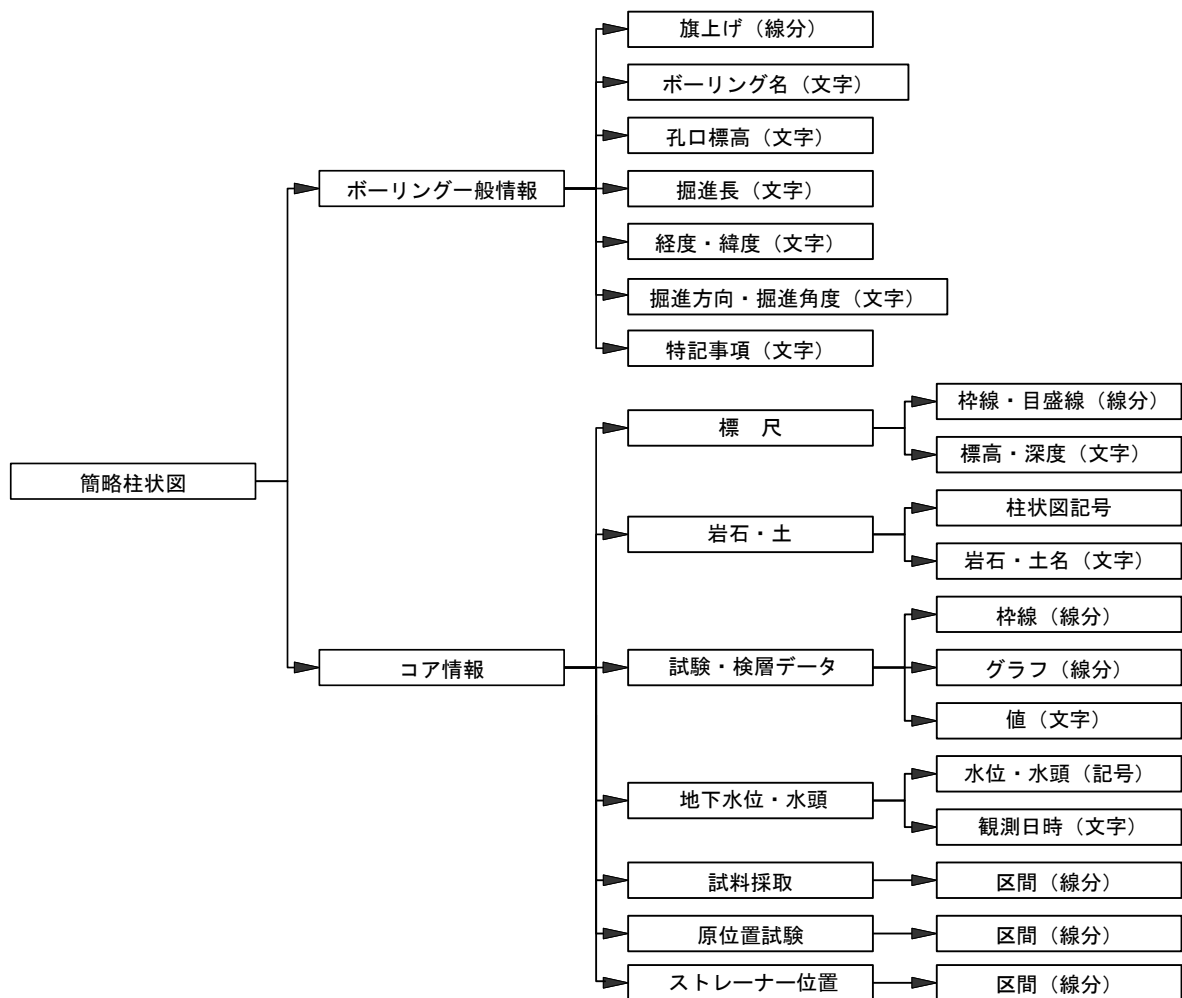 旗上げ（線分）
ボーリング名（文字）
孔口標高（文字）
ボーリング一般情報
掘進長（文字）
経度・緯度（文字）
掘進方向・掘進角度（文字）
特記事項（文字）
簡略柱状図
コア情報
標　尺
枠線・目盛線（線分）
標高・深度（文字）
岩石・土
柱状図記号
岩石・土名（文字）
試験・検層データ
枠線（線分）
グラフ（線分）
値（文字）
地下水位・水頭
水位・水頭（記号）
観測日時（文字）
試料採取
区間（線分）
原位置試験
区間（線分）
ストレーナー位置
区間（線分）